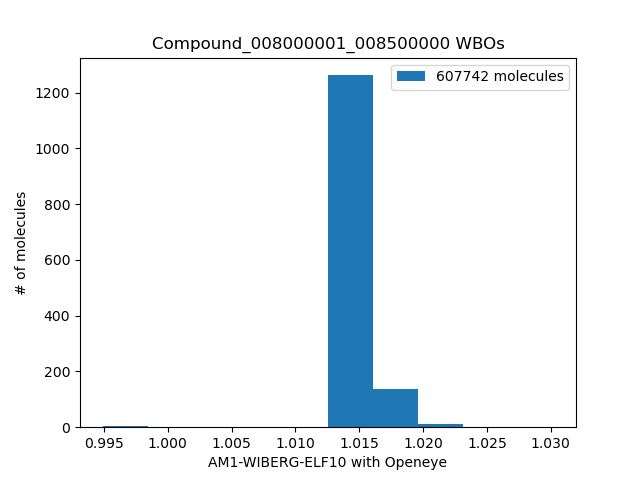 Compound_008000001_008500000 WBOs
607742 molecules
# of molecules
1200
1000
800
600
400
200
0
0.995 1.000 1.005 1.010 1.015 1.020 1.025 1.030
AM1-WIBERG-ELF10 with Openeye